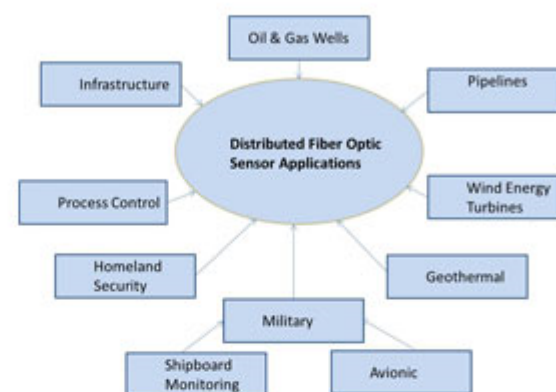 Oil & Gas Wells
Infrastructure
Pipelines
Distributed Fiber Optic
Sensor Applications
Process Control
Wind Energy
Turbines
Homeland
Security
Geothermal
Military
Shipboard
Monitoring
Avionic